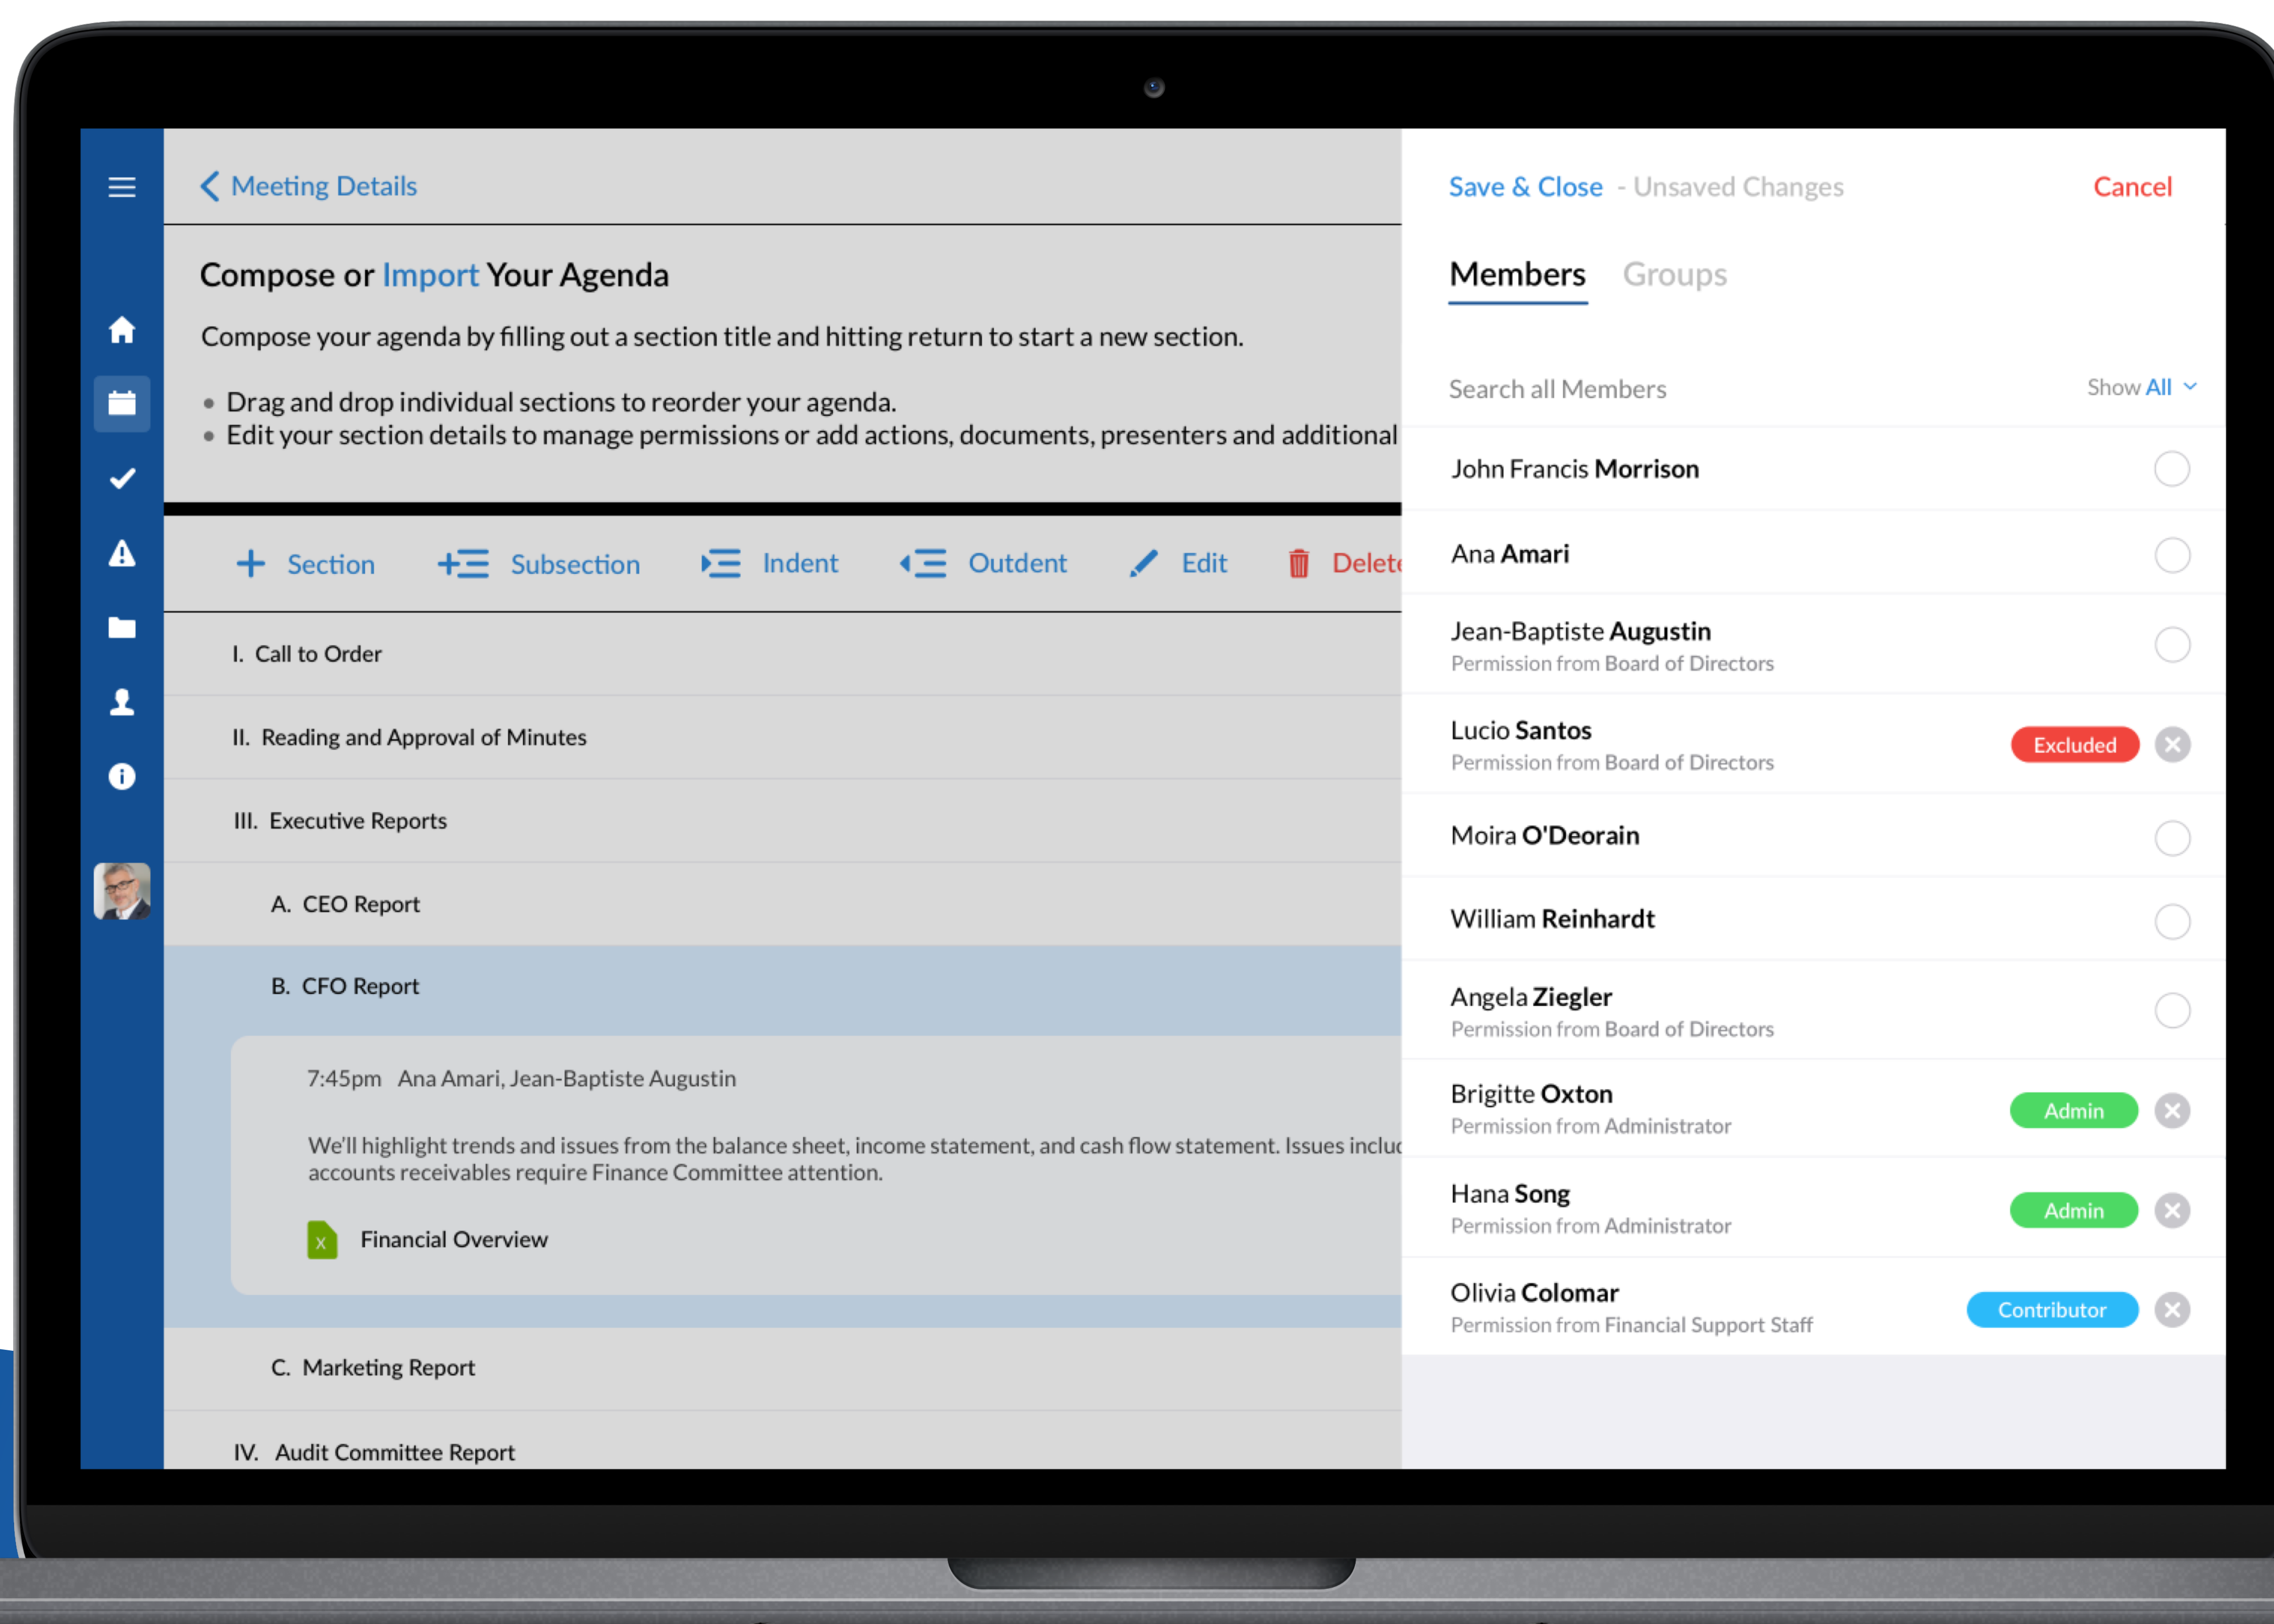 Meeting Details
Compose or Import Your Agenda
Compose your agenda by filling out a section title and hitting return to start a new section.
Drag and drop individual sections to reorder your agenda.
Edit your section details to manage permissions or add actions, documents, presenters and additional
Section Subsection Indent Outdent Edit Delete
I. Call to Order
II. Reading and Approval of Minutes
III. Executive Reports
A. CEO Report
B. CFO Report
7:45pm Ana Amari, Jean-Baptiste Augustin
We'll highlight trends and issues from the balance sheet, income statement, and cash flow statement. Issues includ
accounts receivables require Finance Committee attention.
X Financial Overview
C. Marketing Report
IV. Audit Committee Report
Save & Close - Unsaved Changes Cancel
Members Groups
Search all Members Show All
John Francis Morrison
Ana Amari
Jean-Baptiste Augustin
Permission from Board of Directors
Lucio Santos
Permission from Board of Directors
Excluded
Moira O'Deorain
William Reinhardt
Angela Ziegler
Permission from Board of Directors
Brigitte Oxton
Permission from Administrator
Admin
Hana Song
Permission from Administrator
Admin
Olivia Colomar
Permission from Financial Support Staff
Contributor